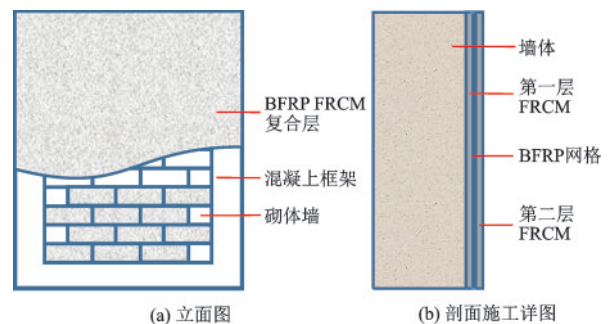 BFRP FRCM
复合层
混凝上框架
砌体墙
(a) 立面图
墙体
第一层
FRCM
BFRP网格
第二层
FRCM
(b) 剖面施工详图